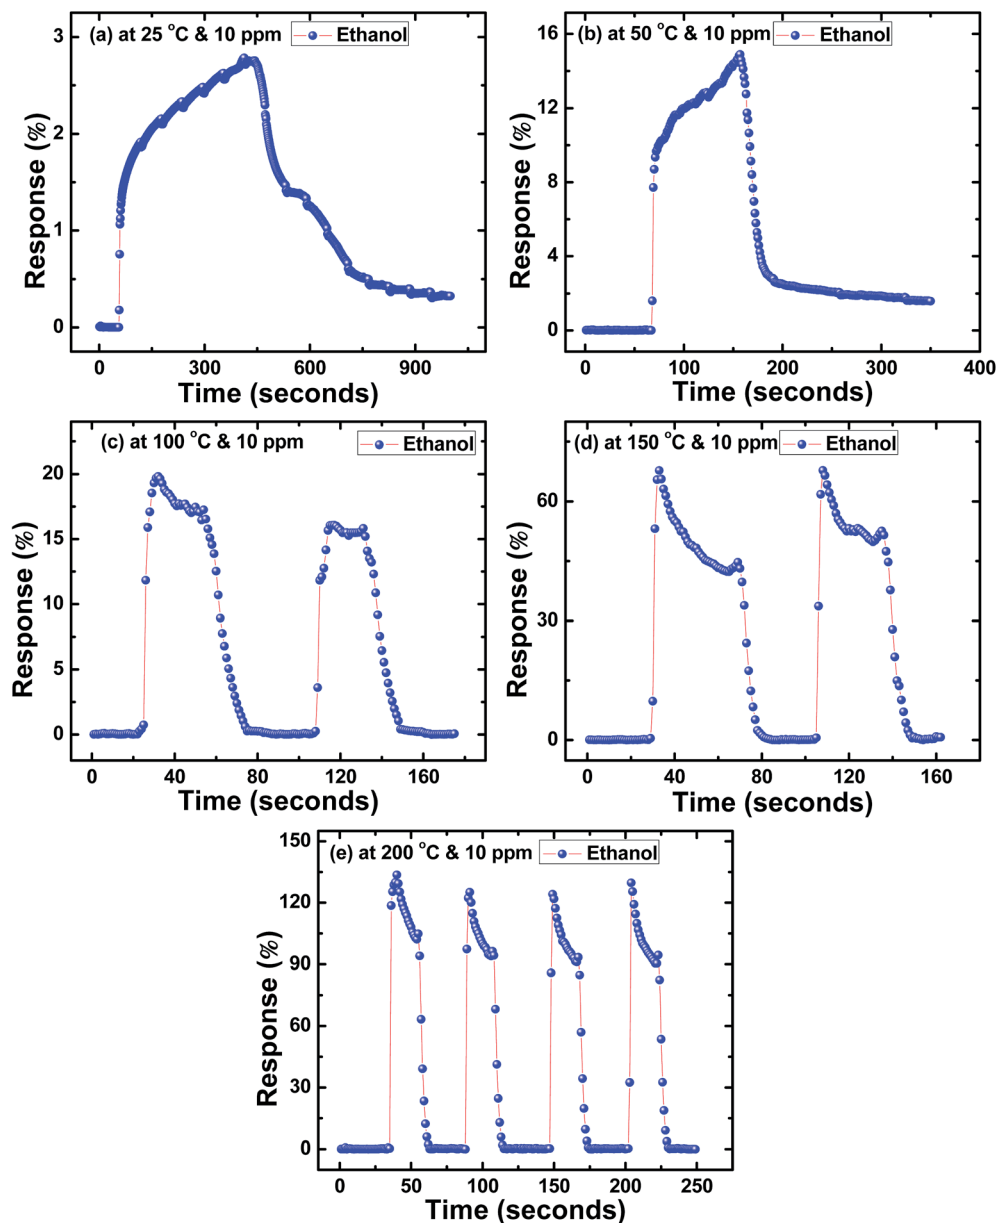 (a) at 25 °C & 10 ppm
Ethanol
3
2
1
0
Response (%)
0
300
600
900
Time (seconds)
(b) at 50 °C & 10 ppm
Ethanol
16
12
8
4
0
Response (%)
0
100
200
300
400
Time (seconds)
(c) at 100 °C & 10 ppm
Ethanol
20
15
10
5
0
Response (%)
0
40
80
120
160
Time (seconds)
(d) at 150 °C & 10 ppm
Ethanol
60
30
0
Response (%)
0
40
80
120
160
Time (seconds)
(e) at 200 °C & 10 ppm
Ethanol
150
120
90
60
30
0
Response (%)
0
50
100
150
200
250
Time (seconds)